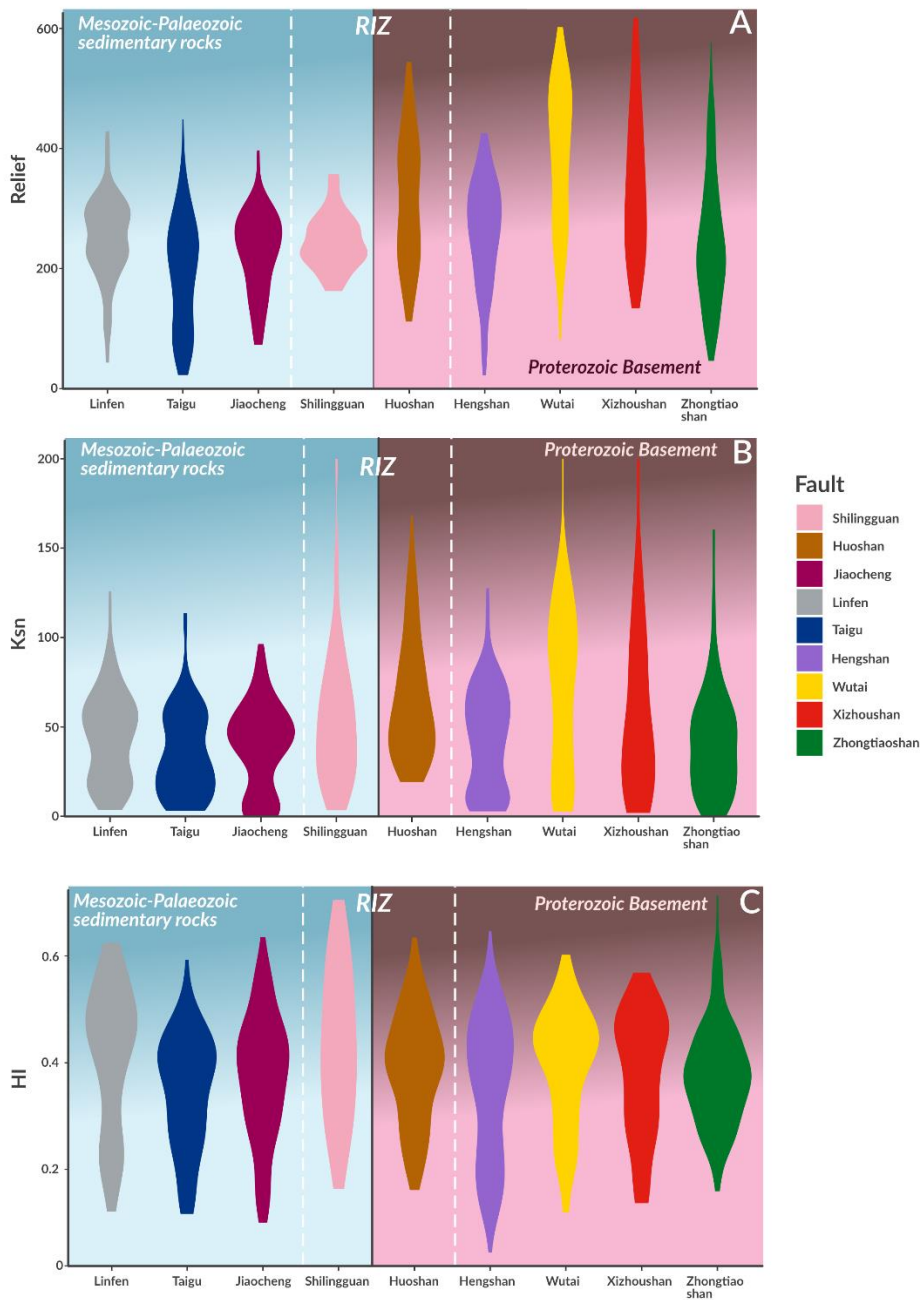 Mesozoic-Palaeozoic
sedimentary rocks
RIZ
A
600
400
200
0
Relief
Proterozoic Basement
Linfen
Taigu
Jiaocheng
Shilingguan
Huoshan
Hengshan
Wutai
Xizhoushan
Zhongtiao
shan
Mesozoic-Palaeozoic
sedimentary rocks
RIZ
Proterozoic Basement
B
200
150
100
50
0
Ksn
Linfen
Taigu
Jiaocheng
Shilingguan
Huoshan
Hengshan
Wutai
Xizhoushan
Zhongtiao
shan
Fault
Shilingguan
Huoshan
Jiaocheng
Linfen
Taigu
Hengshan
Wutai
Xizhoushan
Zhongtiaoshan
Mesozoic-Palaeozoic
sedimentary rocks
RIZ
Proterozoic Basement
C
0.6
0.4
0.2
0
HI
Linfen
Taigu
Jiaocheng
Shilingguan
Huoshan
Hengshan
Wutai
Xizhoushan
Zhongtiao
shan